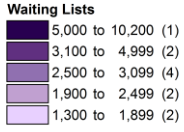 Waiting Lists
5,000 to 10,200 (1)
3,100 to 4,999 (2)
2,500 to 3,099 (4)
1,900 to 2,499 (2)
1,300 to 1,899 (2)